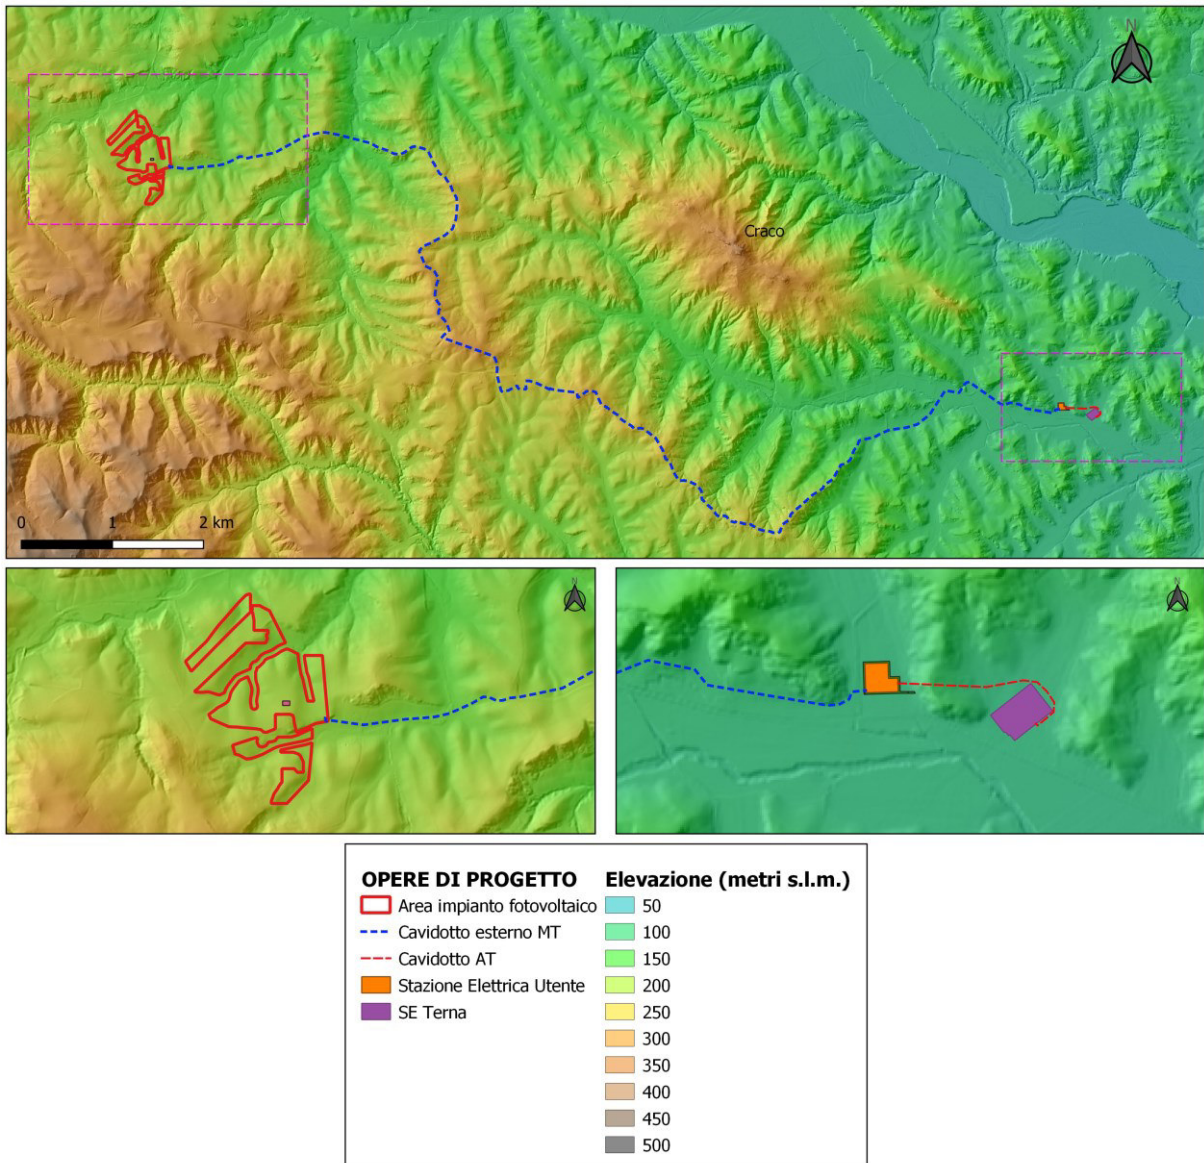 N
Craco
0 1 2 km
N
N
OPERE DI PROGETTO
Area impianto fotovoltaico
Cavidotto esterno MT
Cavidotto AT
Stazione Elettrica Utente
SE Terna
Elevazione (metri s.l.m.)
50
100
150
200
250
300
350
400
450
500